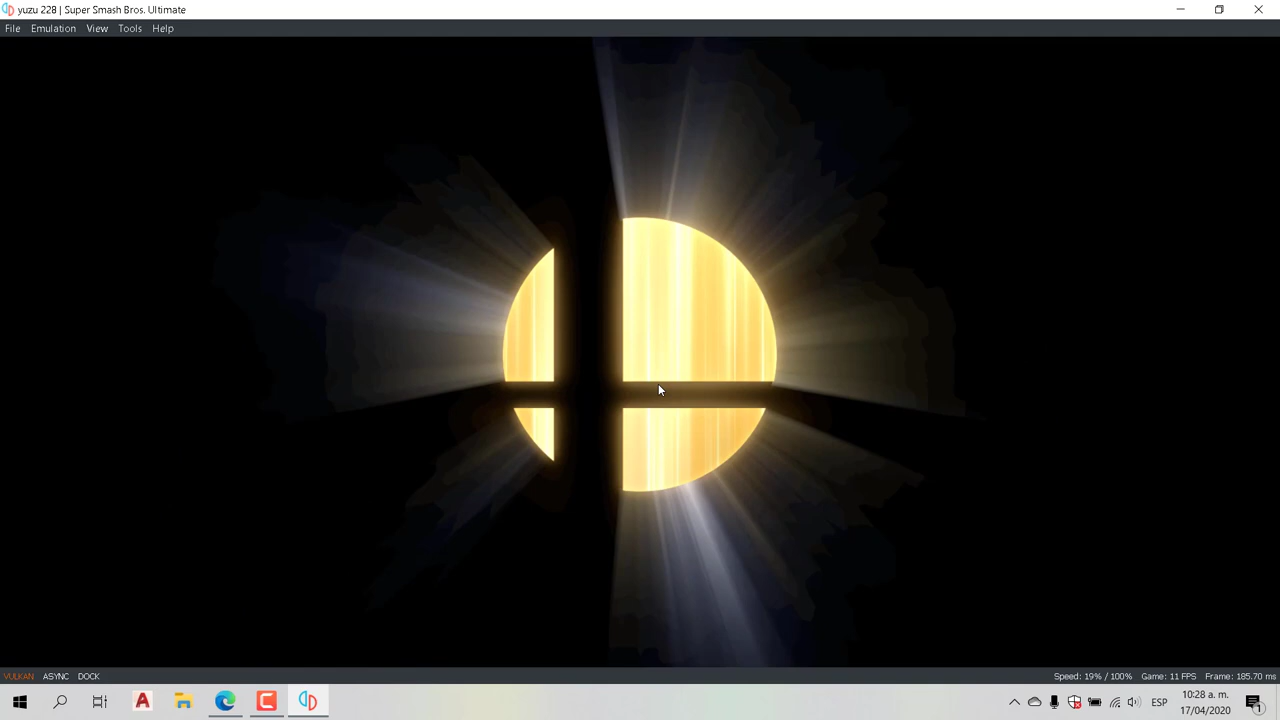 yuzu 228 | Super Smash Bros. Ultimate
File Emulation View Tools Help
VULKAN ASYNC DOCK Speed: 19% / 100% Game: 11 FPS Frame: 185.70 ms
ESP 10:28 a. m.
17/04/2020
1